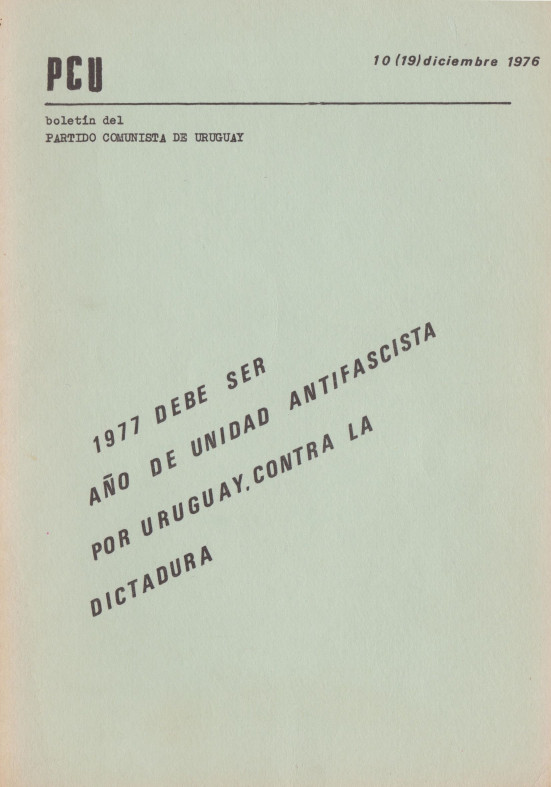 PCU
10 (19) diciembre 1976
boletín del
PARTIDO COMUNISTA DE URUGUAY
1977 DEBE SER
AÑO DE UNIDAD ANTIFASCISTA
POR URUGUAY, CONTRA LA
DICTADURA